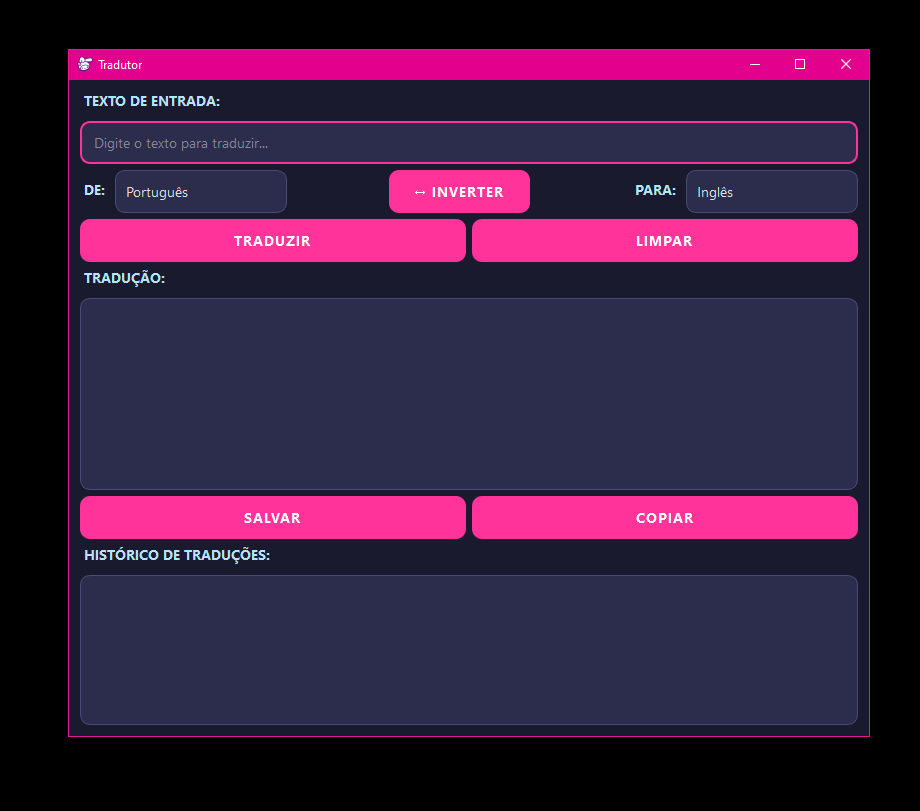 Tradutor
TEXTO DE ENTRADA:
Digite o texto para traduzir...
DE: Português ↔ INVERTER PARA: Inglês
TRADUZIR LIMPAR
TRADUÇÃO:
SALVAR COPIAR
HISTÓRICO DE TRADUÇÕES: